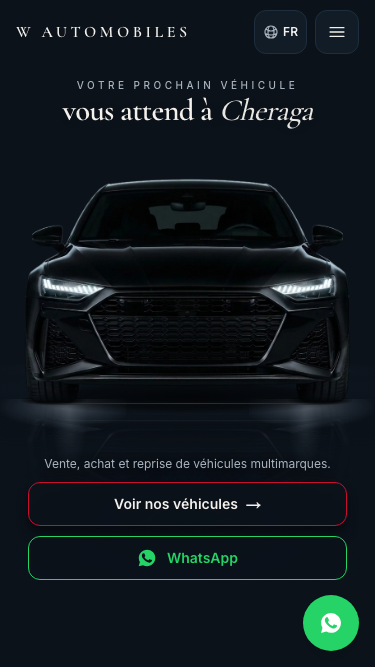 W AUTOMOBILES
FR
VOTRE PROCHAIN VÉHICULE
vous attend à Cheraga
Vente, achat et reprise de véhicules multimarques.
Voir nos véhicules →
WhatsApp